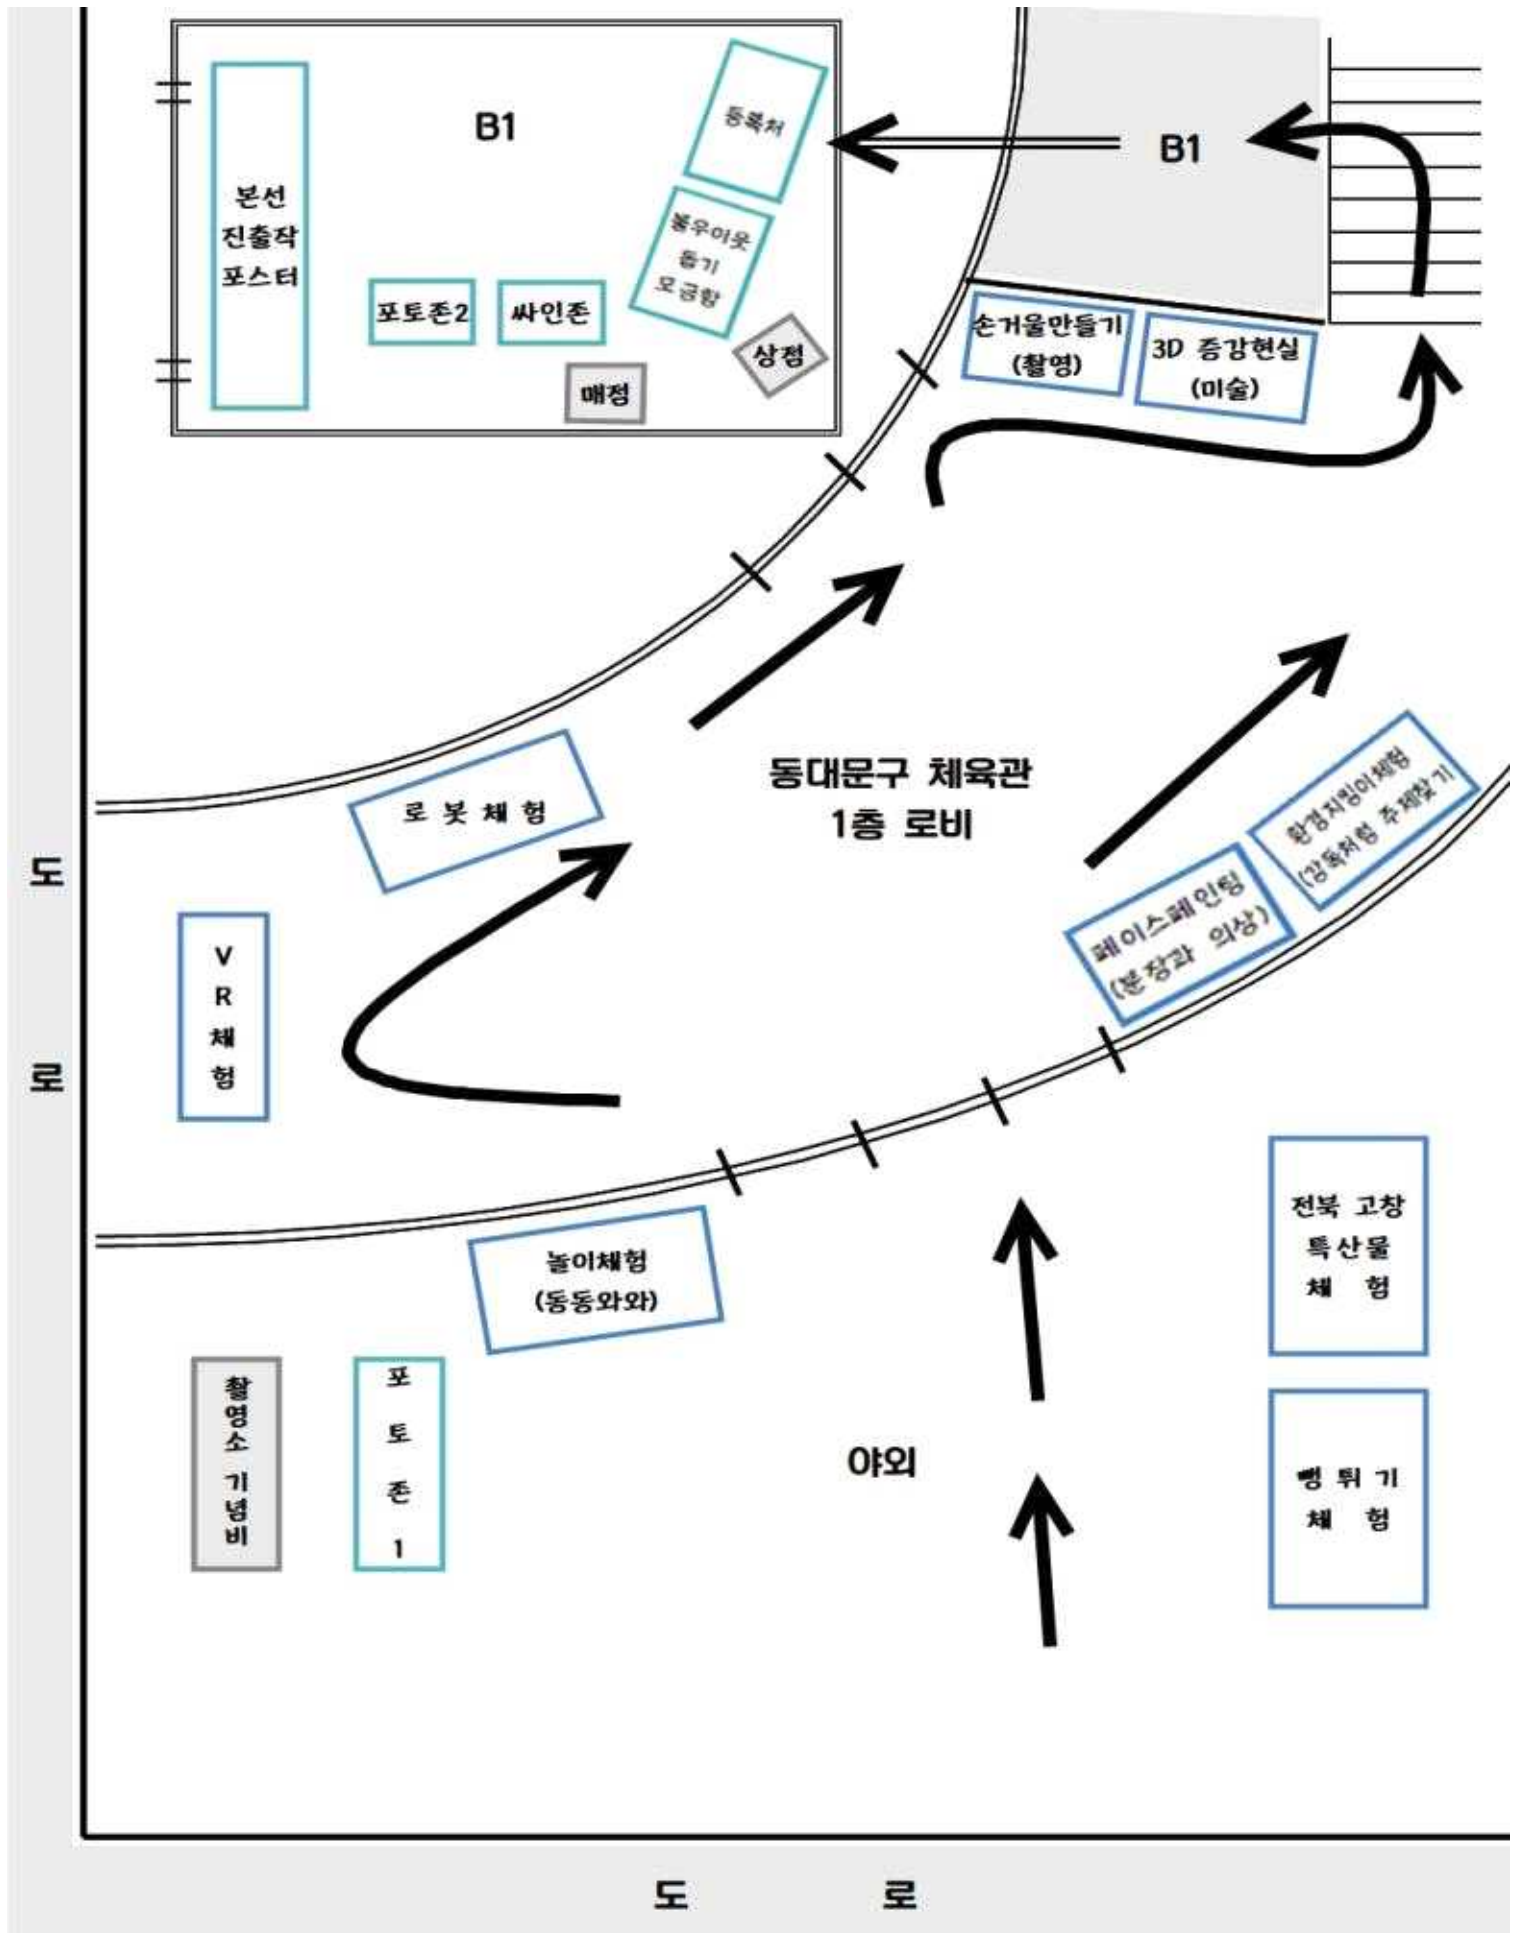 B1
등록처
본선
진출작
포스터
불우이웃
돕기
모금함
포토존2
싸인존
상점
매점
B1
손거울만들기
(촬영)
3D 증강현실
(미술)
동대문구 체육관
1층 로비
로봇체험
V
R
체
험
환경지킴이체험
(감독처럼 주제찾기)
페이스페인팅
(분장과 의상)
도
로
놀이체험
(동동와와)
전북 고창
특산물
체 험
촬영소 기념비
포
토
존
1
야외
뻥튀기
체 험
도 로